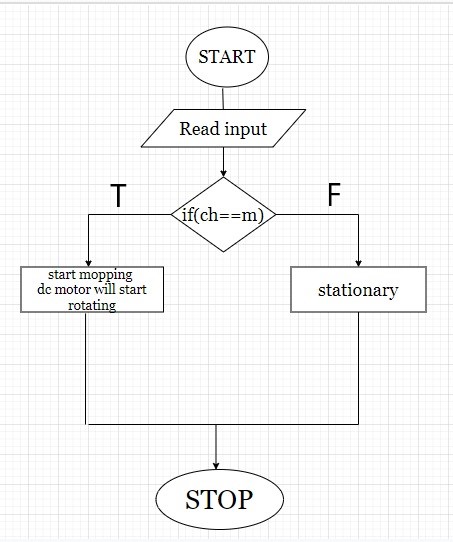 START
Read input
T
F
if(ch==m)
start mopping
dc motor will start
rotating
stationary
STOP